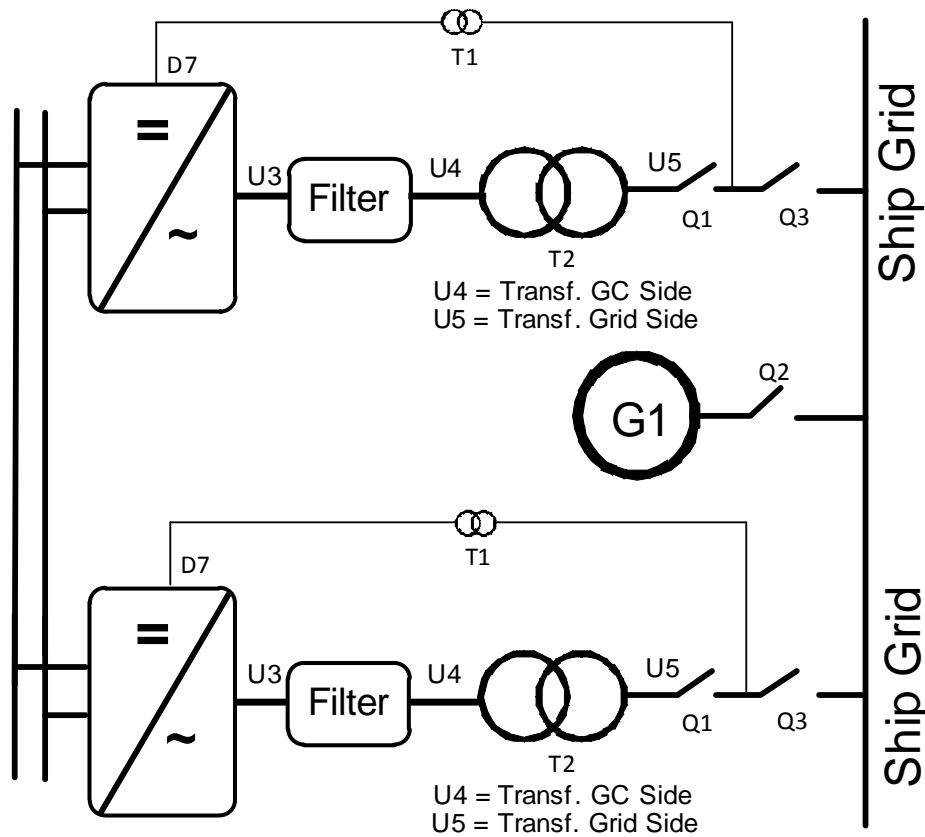 T1
D7
=
~
U3
Filter
U4
T2
U5
Q1
Q3
Ship Grid
U4 = Transf. GC Side
U5 = Transf. Grid Side
G1
Q2
T1
D7
=
~
U3
Filter
U4
T2
U5
Q1
Q3
Ship Grid
U4 = Transf. GC Side
U5 = Transf. Grid Side